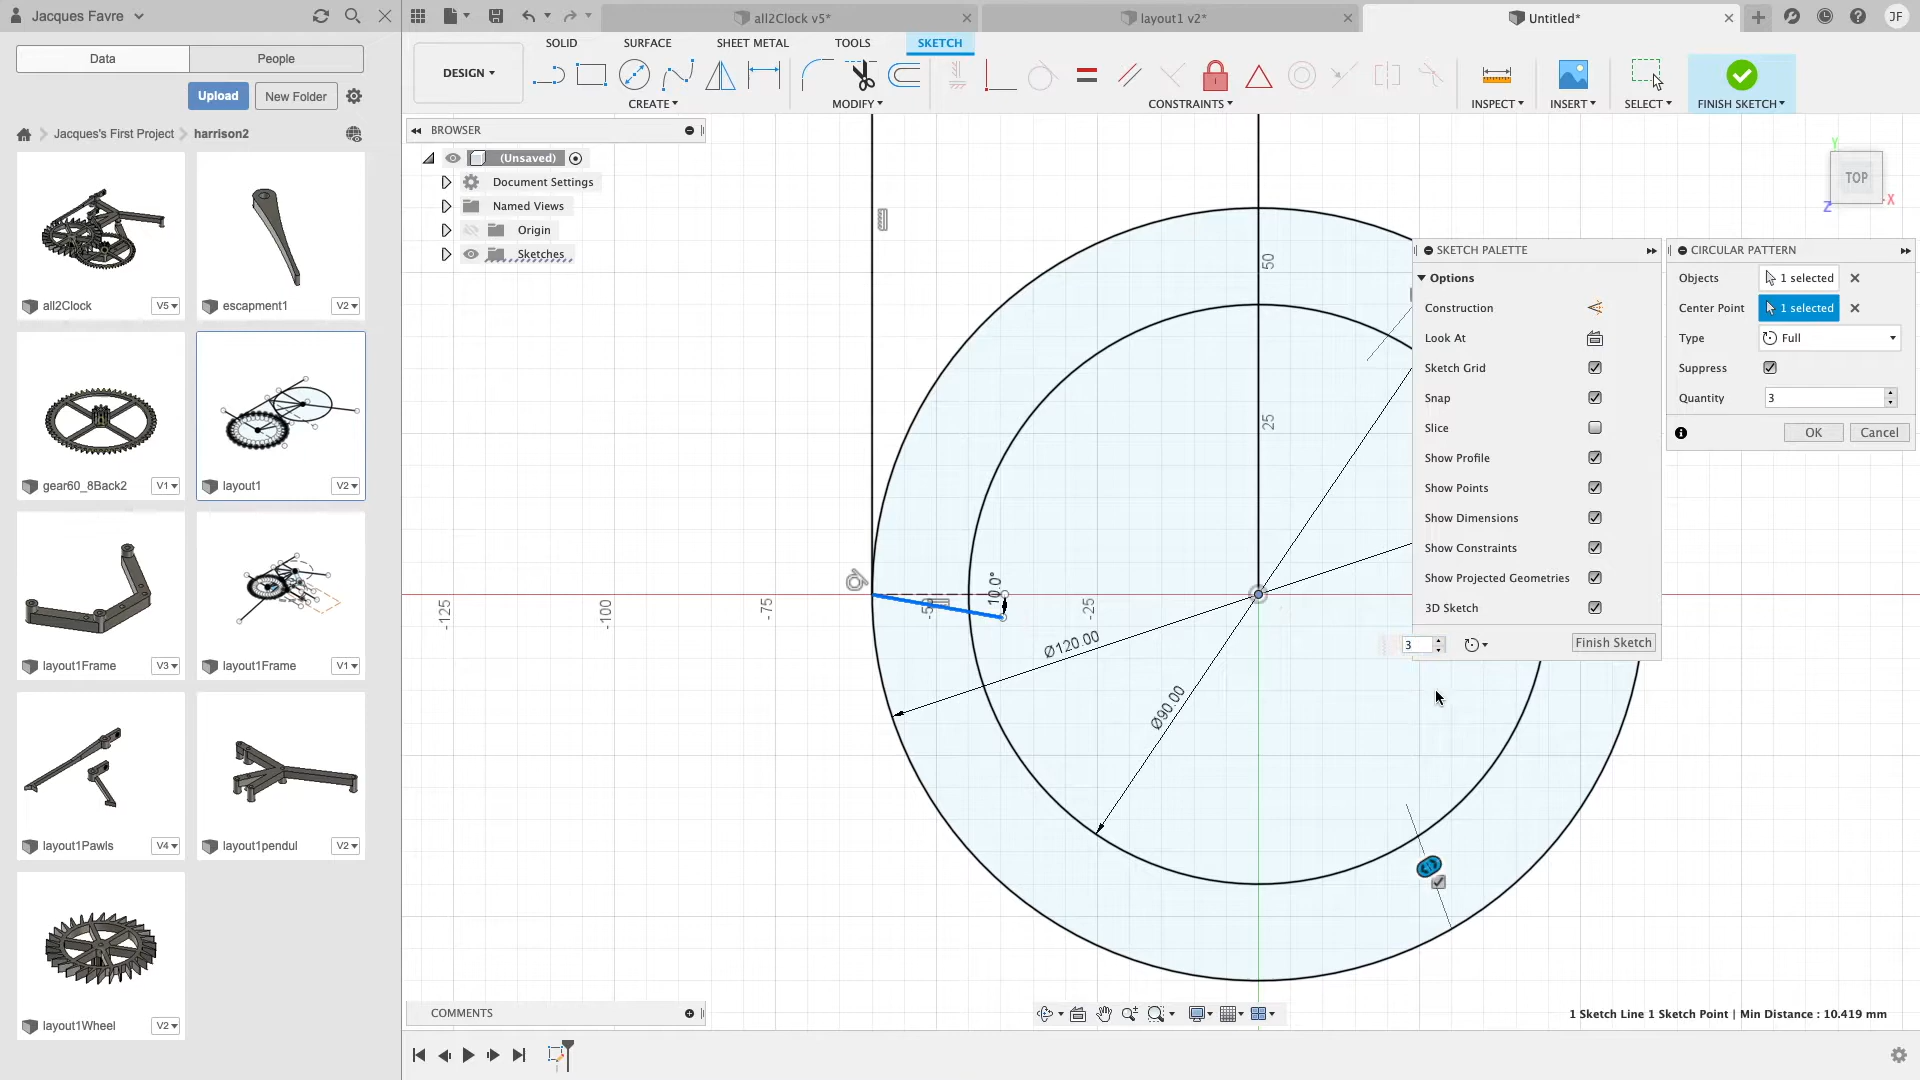 Jacques Favre
Data
People
Upload
New Folder
Jacques's First Project
harrison2
all2Clock
V5
escapment1
V2
gear60_8Back2
V1
layout1
V2
layout1Frame
V3
layout1Frame
V1
layout1Pawls
V4
layout1pendul
V2
layout1Wheel
V2
all2Clock v5*
layout1 v2*
Untitled*
JF
DESIGN
SOLID
SURFACE
SHEET METAL
TOOLS
SKETCH
CREATE
MODIFY
CONSTRAINTS
INSPECT
INSERT
SELECT
FINISH SKETCH
BROWSER
(Unsaved)
Document Settings
Named Views
Origin
Sketches
TOP
Y
X
Z
50
25
-125
-100
-75
-25
10.0°
Ø120.00
Ø90.00
SKETCH PALETTE
Options
Construction
Look At
Sketch Grid
Snap
Slice
Show Profile
Show Points
Show Dimensions
Show Constraints
Show Projected Geometries
3D Sketch
Finish Sketch
3
CIRCULAR PATTERN
Objects
1 selected
Center Point
1 selected
Type
Full
Suppress
Quantity
3
OK
Cancel
COMMENTS
1 Sketch Line 1 Sketch Point | Min Distance : 10.419 mm